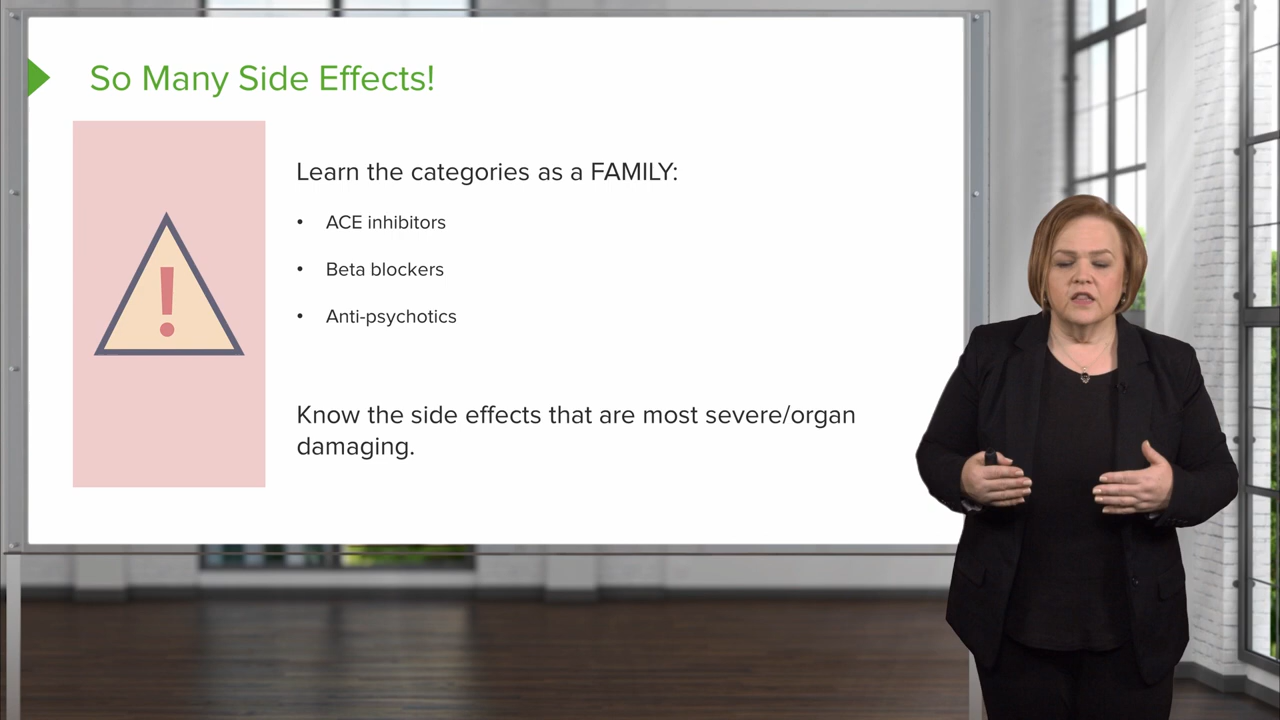 So Many Side Effects!
Learn the categories as a FAMILY:
• ACE inhibitors
• Beta blockers
• Anti-psychotics
Know the side effects that are most severe/organ
damaging.